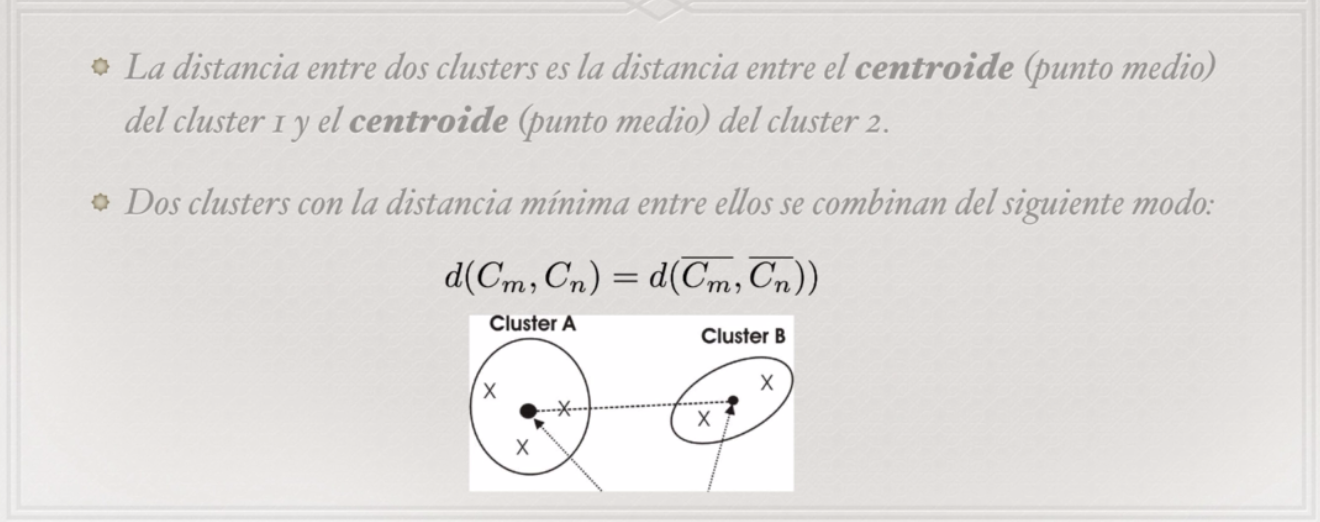 La distancia entre dos clusters es la distancia entre el centroide (punto medio)
del cluster 1 y el centroide (punto medio) del cluster 2.
Dos clusters con la distancia mínima entre ellos se combinan del siguiente modo:
d(C_m, C_n) = d(\overline{C_m}, \overline{C_n}))
Cluster A
Cluster B
X
X
X
X
X